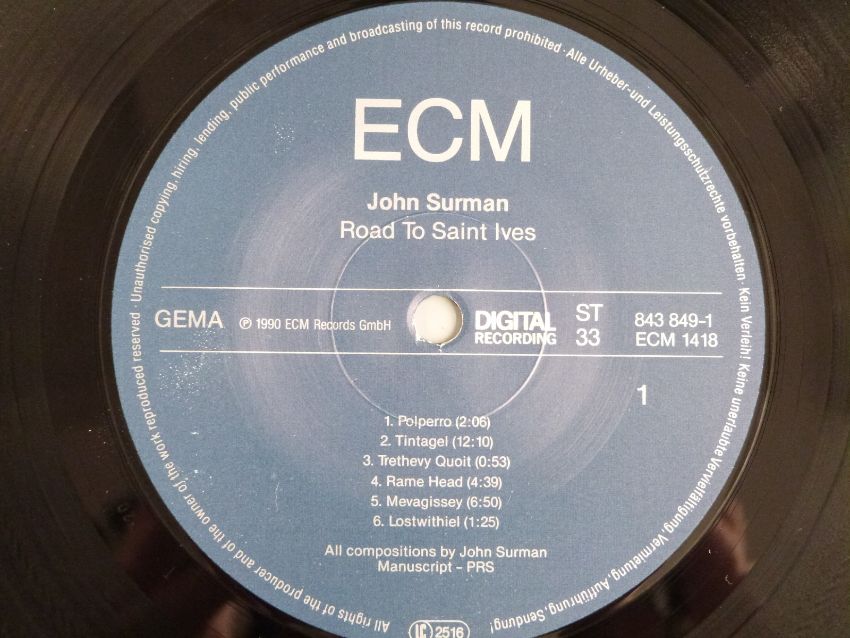 All rights of the producer and of the owner of the work reproduced reserved · Unauthorised copying, hiring, lending, public performance and broadcasting of this record prohibited · Alle Urheber-und Leistungsschutzrechte vorbehalten · Kein Verleih! Keine unerlaubte Vervielfältigung, Vermietung, Aufführung, Sendung!
ECM
John Surman
Road To Saint Ives
GEMA ℗ 1990 ECM Records GmbH
DIGITAL
RECORDING
ST
33
843 849-1
ECM 1418
1
1. Polperro (2:06)
2. Tintagel (12:10)
3. Trethevy Quoit (0:53)
4. Rame Head (4:39)
5. Mevagissey (6:50)
6. Lostwithiel (1:25)
All compositions by John Surman
Manuscript – PRS
LC 2516